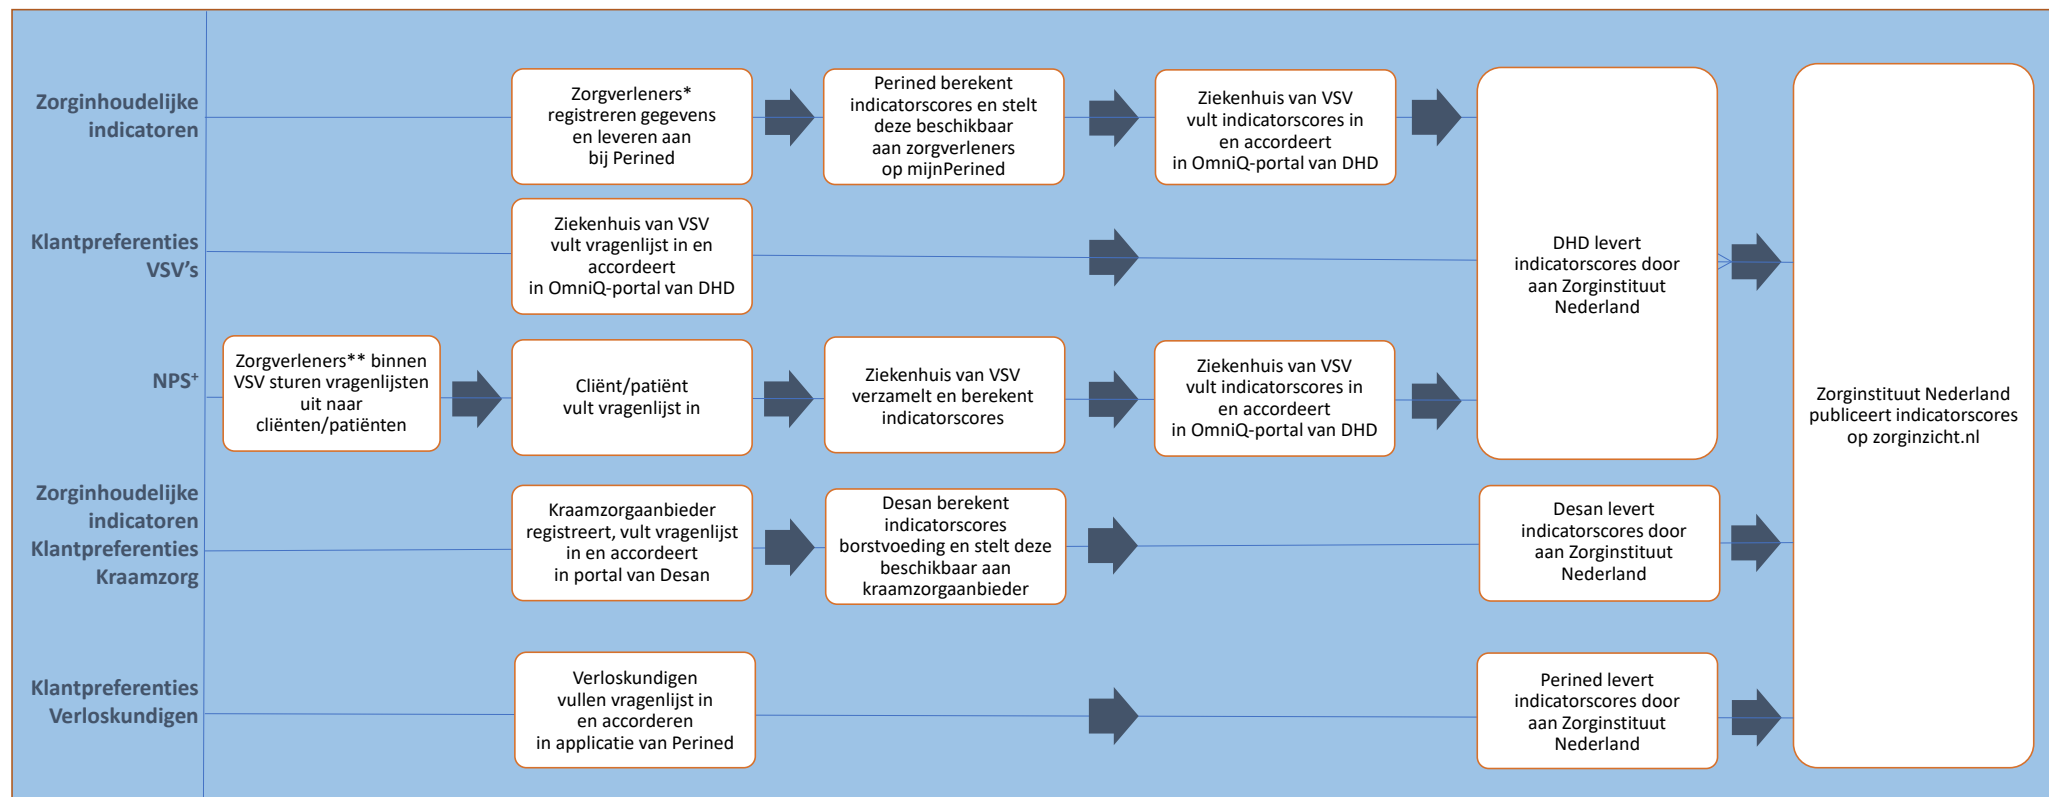 Zorginhoudelijke
indicatoren
Zorgverleners*
registreren gegevens
en leveren aan
bij Perined
Perined berekent
indicatorscores en stelt
deze beschikbaar
aan zorgverleners
op mijnPerined
Ziekenhuis van VSV
vult indicatorscores in
en accordeert
in OmniQ-portal van DHD
Klantpreferenties
VSV’s
Ziekenhuis van VSV
vult vragenlijst in en
accordeert
in OmniQ-portal van DHD
DHD levert
indicatorscores door
aan Zorginstituut
Nederland
NPS⁺
Zorgverleners** binnen
VSV sturen vragenlijsten
uit naar
cliënten/patiënten
Cliënt/patiënt
vult vragenlijst in
Ziekenhuis van VSV
verzamelt en berekent
indicatorscores
Ziekenhuis van VSV
vult indicatorscores in
en accordeert
in OmniQ-portal van DHD
Zorginstituut Nederland
publiceert indicatorscores
op zorginzicht.nl
Zorginhoudelijke
indicatoren
Klantpreferenties
Kraamzorg
Kraamzorgaanbieder
registreert, vult vragenlijst
in en accordeert
in portal van Desan
Desan berekent
indicatorscores
borstvoeding en stelt deze
beschikbaar aan
kraamzorgaanbieder
Desan levert
indicatorscores door
aan Zorginstituut
Nederland
Klantpreferenties
Verloskundigen
Verloskundigen
vullen vragenlijst in
en accorderen
in applicatie van Perined
Perined levert
indicatorscores door
aan Zorginstituut
Nederland